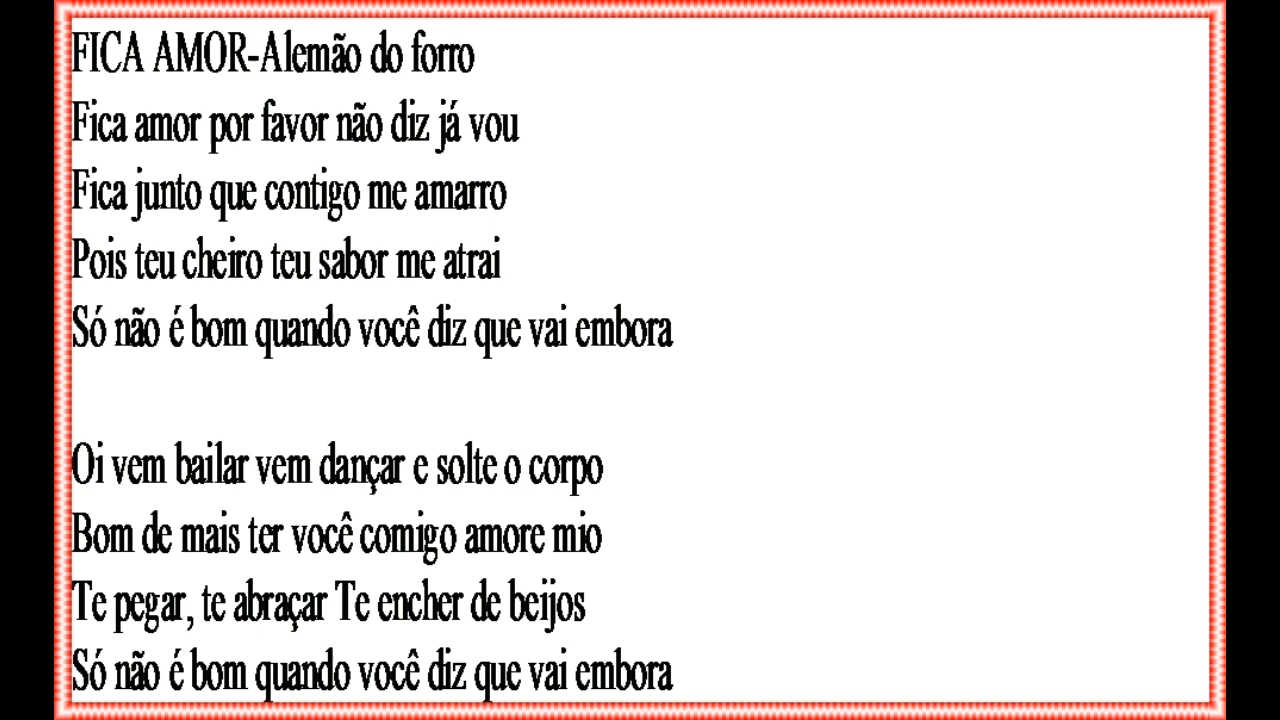 FICA AMOR-Alemão do forro
Fica amor por favor não diz já vou
Fica junto que contigo me amarro
Pois teu cheiro teu sabor me atrai
Só não é bom quando você diz que vai embora
Oi vem bailar vem dançar e solte o corpo
Bom de mais ter você comigo amore mio
Te pegar, te abraçar Te encher de beijos
Só não é bom quando você diz que vai embora